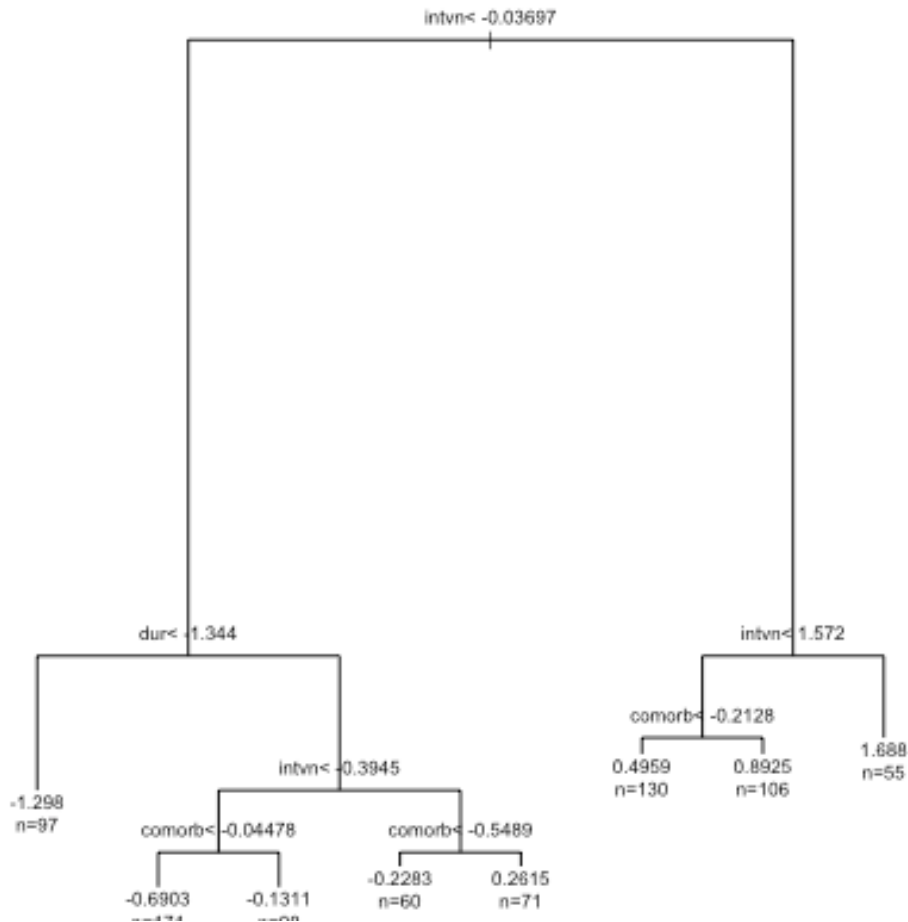 intvn< -0.03697
dur< -1.344
intvn< 1.572
comorb< -0.2128
0.4959
n=130
0.8925
n=106
1.688
n=55
intvn< -0.3945
-1.298
n=97
comorb< -0.04478
comorb< -0.5489
-0.6903
-0.1311
-0.2283
n=60
0.2615
n=71